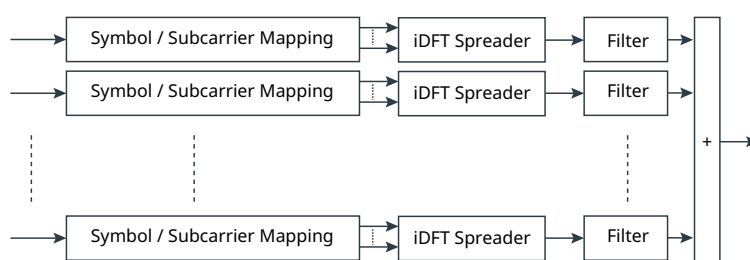 Symbol / Subcarrier Mapping
iDFT Spreader
Filter
Symbol / Subcarrier Mapping
iDFT Spreader
Filter
+
Symbol / Subcarrier Mapping
iDFT Spreader
Filter